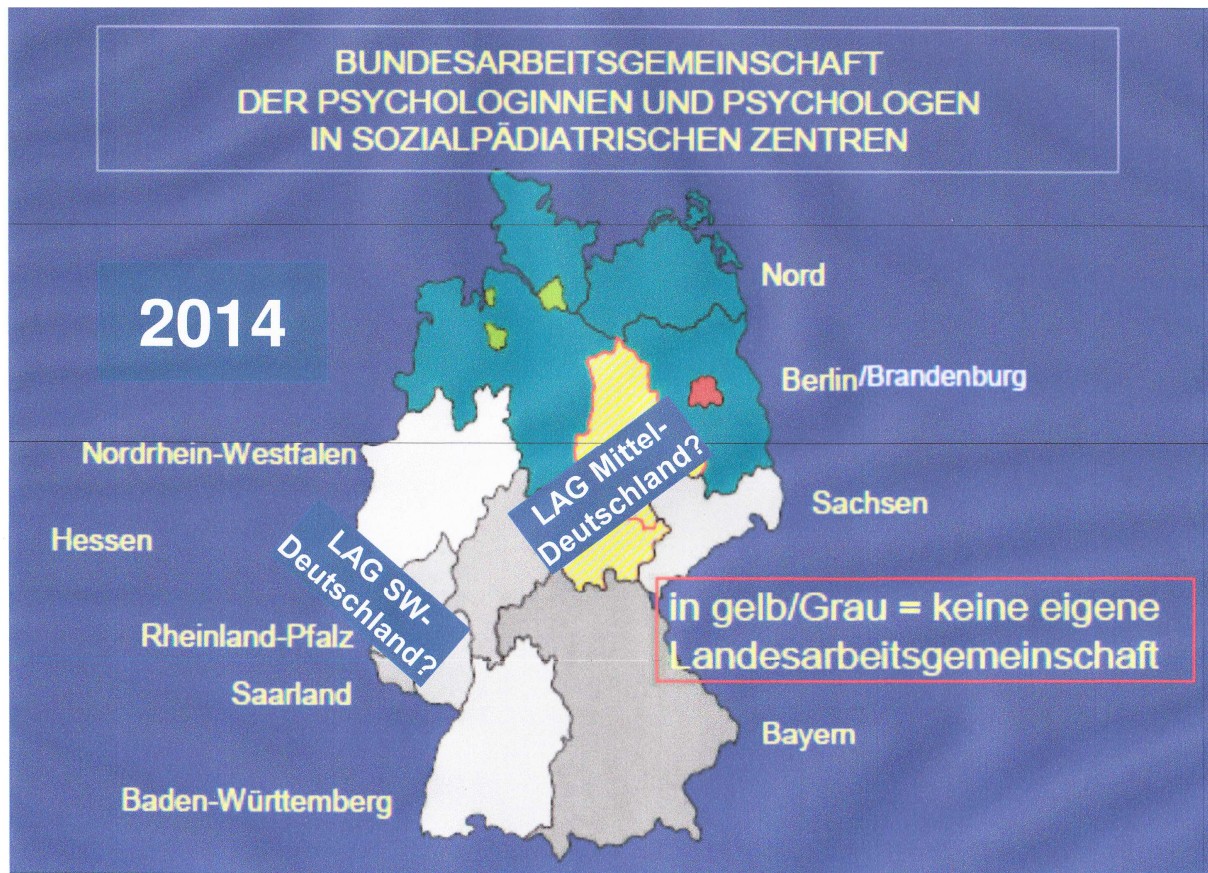 BUNDESARBEITSGEMEINSCHAFT
DER PSYCHOLOGINNEN UND PSYCHOLOGEN
IN SOZIALPÄDIATRISCHEN ZENTREN
Nord
2014
Berlin/Brandenburg
Nordrhein-Westfalen
LAG Mittel-
Deutschland?
Sachsen
Hessen
LAG SW-
Deutschland?
in gelb/Grau = keine eigene
Landesarbeitsgemeinschaft
Rheinland-Pfalz
Saarland
Bayern
Baden-Württemberg